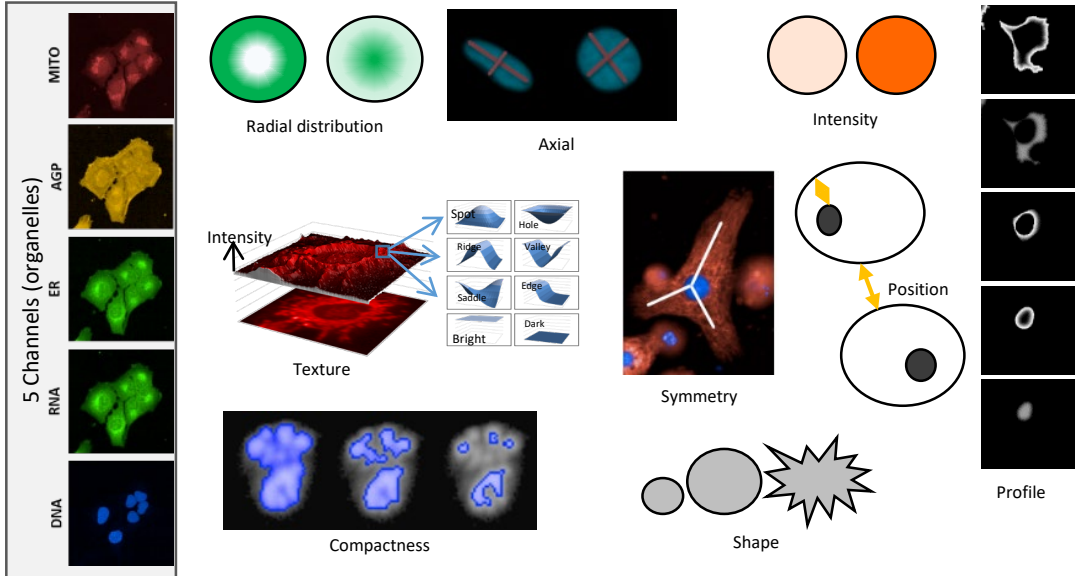 5 Channels (organelles)
MITO
AGP
ER
RNA
DNA
Radial distribution
Axial
Intensity
Intensity
Spot
Hole
Ridge
Valley
Saddle
Edge
Bright
Dark
Texture
Symmetry
Position
Compactness
Shape
Profile